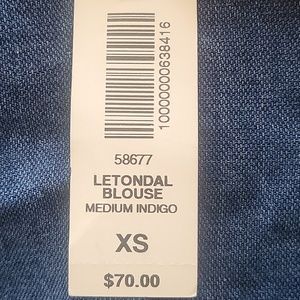 10000000638416
58677
LETONDAL
BLOUSE
MEDIUM INDIGO
XS
$70.00